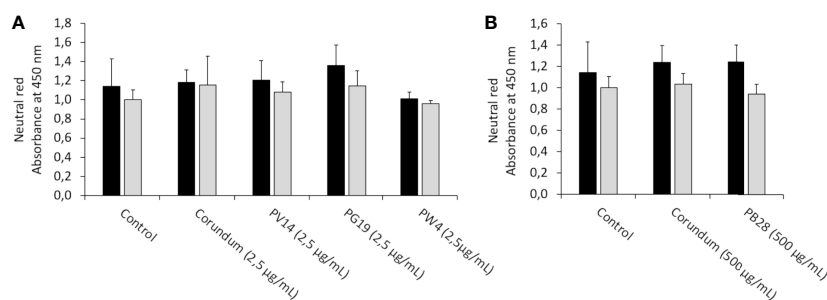 A
Neutral red
Absorbance at 450 nm
1,8
1,6
1,4
1,2
1,0
0,8
0,6
0,4
0,2
0,0
Control
Corundum (2,5 µg/mL)
PV14 (2,5 µg/mL)
PG19 (2,5 µg/mL)
PW4 (2,5µg/mL)
B
Neutral red
Absorbance at 450 nm
1,6
1,4
1,2
1,0
0,8
0,6
0,4
0,2
0,0
Control
Corundum (500 µg/mL)
PB28 (500 µg/mL)